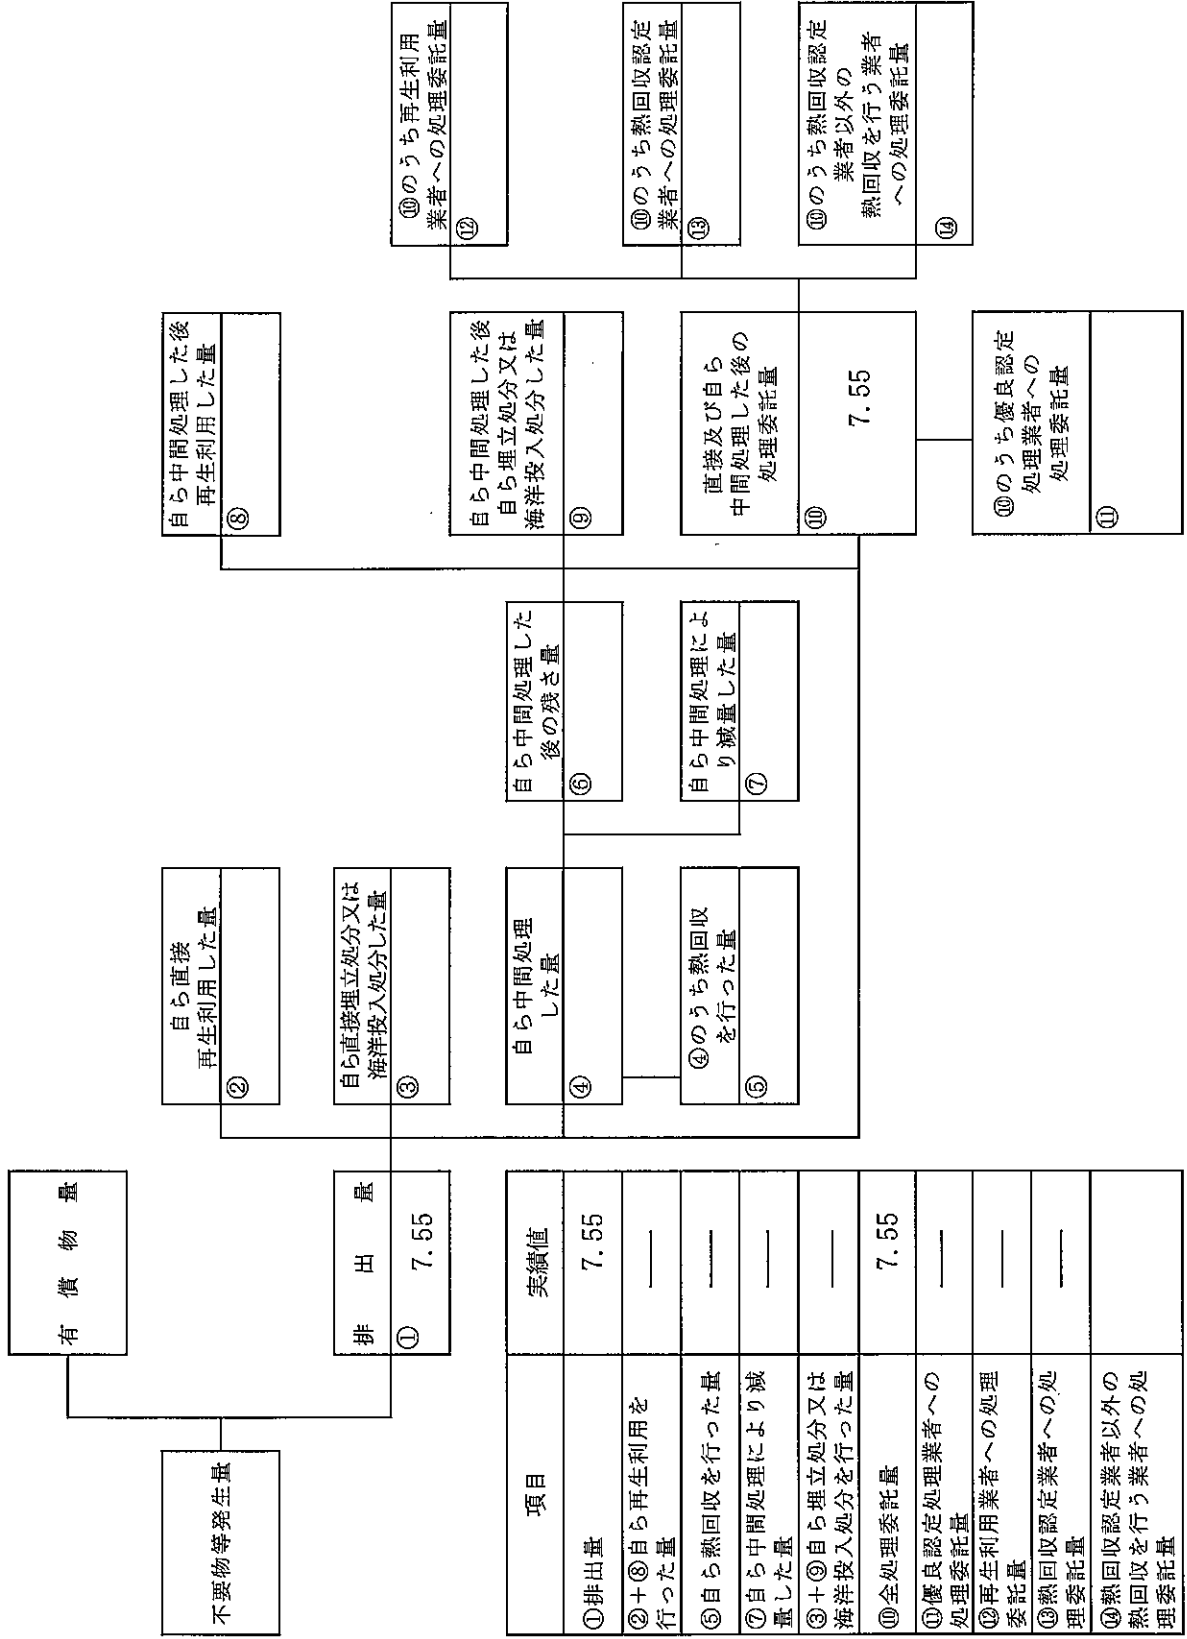 不要物等発生量
有償物量
排出量
①
7.55
自ら直接
再生利用した量
②
自ら直接埋立処分又は
海洋投入処分した量
③
自ら中間処理
した量
④
④のうち熱回収
を行った量
⑤
自ら中間処理した
後の残さ量
⑥
自ら中間処理によ
り減量した量
⑦
自ら中間処理した後
再生利用した量
⑧
自ら中間処理した後
自ら埋立処分又は
海洋投入処分した量
⑨
直接及び自ら
中間処理した後の
処理委託量
⑩
7.55
⑩のうち優良認定
処理業者への
処理委託量
⑪
⑩のうち再生利用
業者への処理委託量
⑫
⑩のうち熱回収認定
業者への処理委託量
⑬
⑩のうち熱回収認定
業者以外の
熱回収を行う業者
への処理委託量
⑭
項目 実績値
①排出量 7.55
②+⑧自ら再生利用を
行った量 ――
⑤自ら熱回収を行った量 ――
⑦自ら中間処理により減
量した量 ――
③+⑨自ら埋立処分又は
海洋投入処分を行った量 ――
⑩全処理委託量 7.55
⑪優良認定処理業者への
処理委託量 ――
⑫再生利用業者への処理
委託量 ――
⑬熱回収認定業者への処
理委託量 ――
⑭熱回収認定業者以外の
熱回収を行う業者への処
理委託量